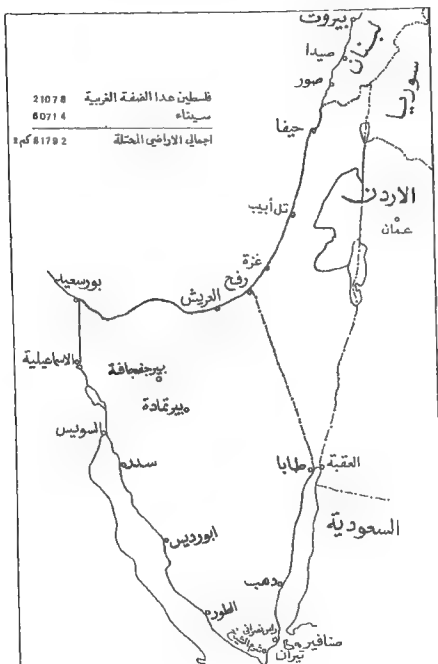 بيروت
لبنان
صيدا
سوريا
صور
فلسطين عدا الضفة الغربية 21078
سيناء 60714
اجمالي الاراضي المحتلة 81792 كم٢
حيفا
الاردن
تل أبيب
عمان
غزة
رفح
بورسعيد
العريش
الاسماعيلية
بيرجفجافة
بيرتمادة
السويس
سدر
طابا
العقبة
السعودية
ابورديس
دهب
الطور
راس نصراني
شرم الشيخ
صنافير
تيران